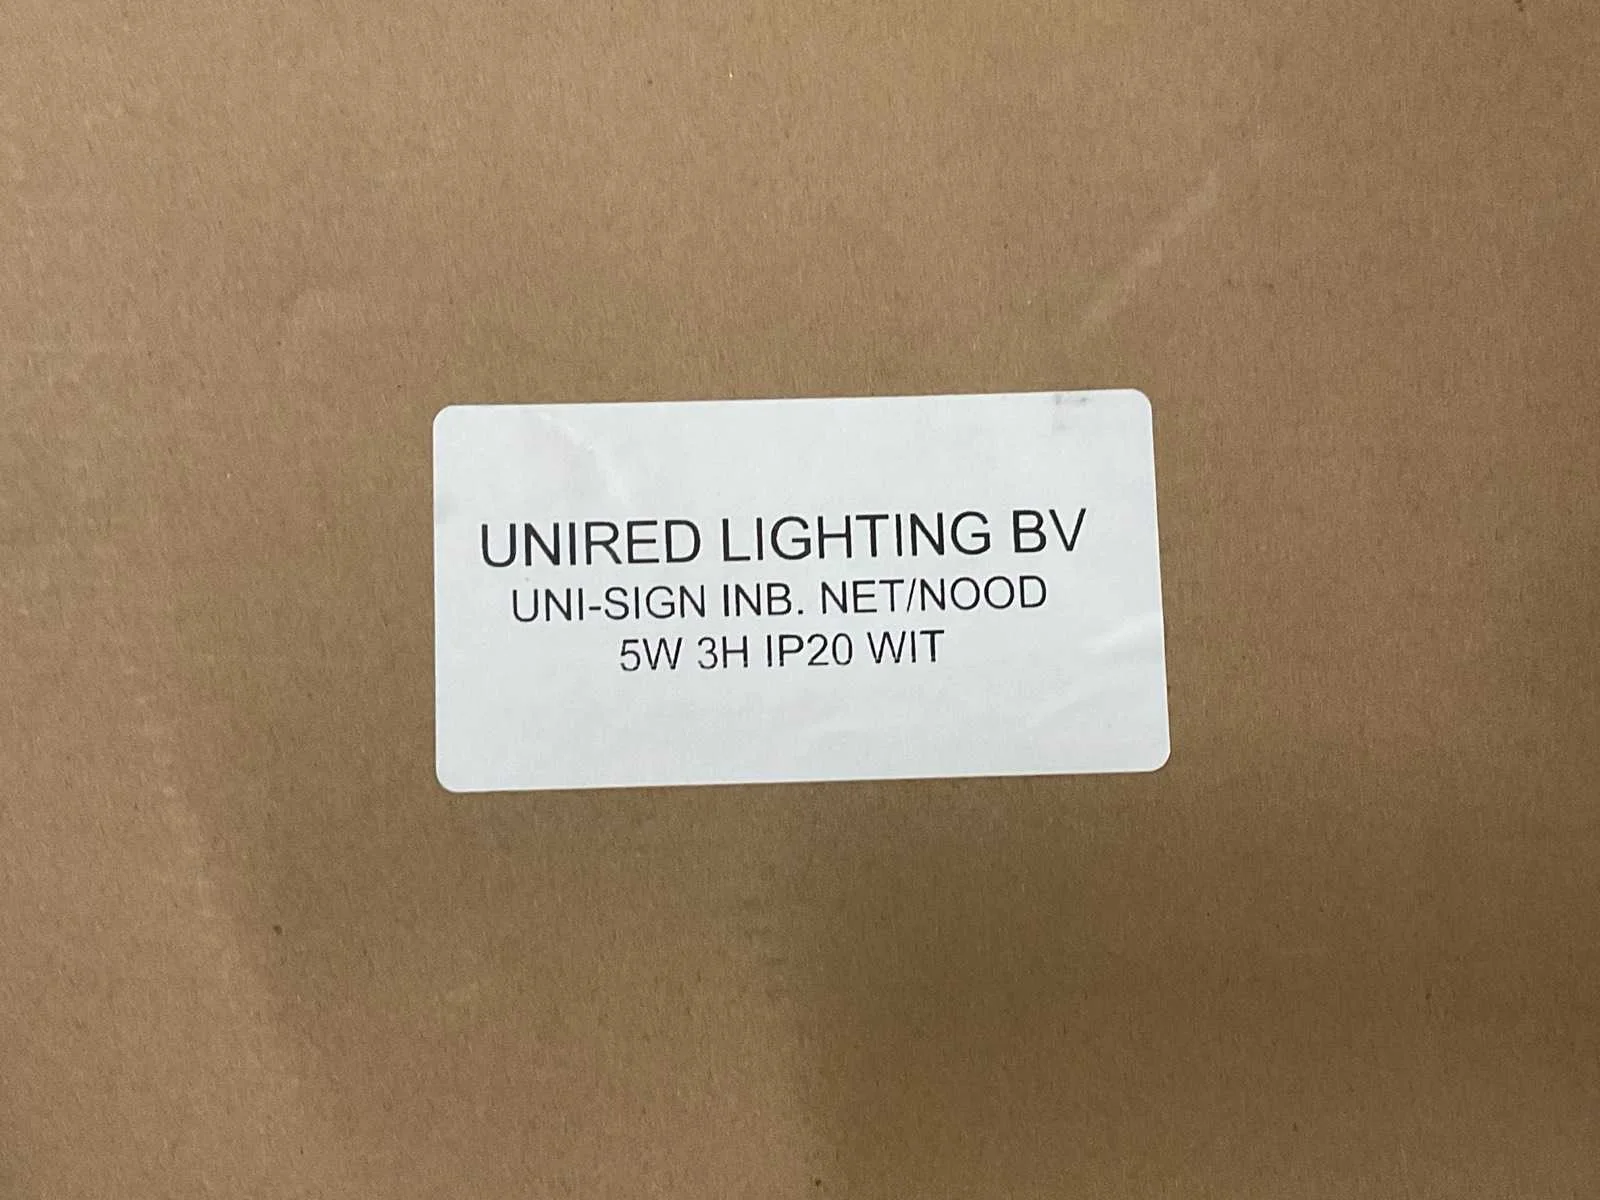 UNIRED LIGHTING BV
UNI-SIGN INB. NET/NOOD
5W 3H IP20 WIT